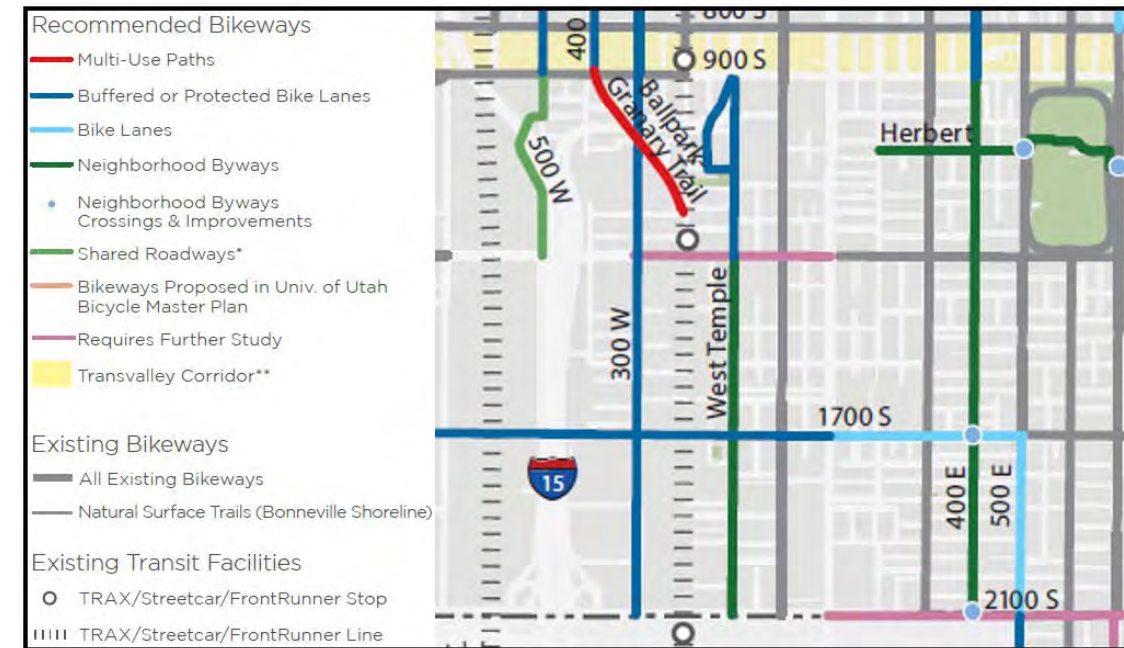 Recommended Bikeways
Multi-Use Paths
Buffered or Protected Bike Lanes
Bike Lanes
Neighborhood Byways
Neighborhood Byways
Crossings & Improvements
Shared Roadways*
Bikeways Proposed in Univ. of Utah
Bicycle Master Plan
Requires Further Study
Transvalley Corridor**
Existing Bikeways
All Existing Bikeways
Natural Surface Trails (Bonneville Shoreline)
Existing Transit Facilities
TRAX/Streetcar/FrontRunner Stop
TRAX/Streetcar/FrontRunner Line
800 S
400
900 S
Ballpark
Granary Trail
500 W
Herbert
300 W
West Temple
1700 S
15
400 E
500 E
2100 S